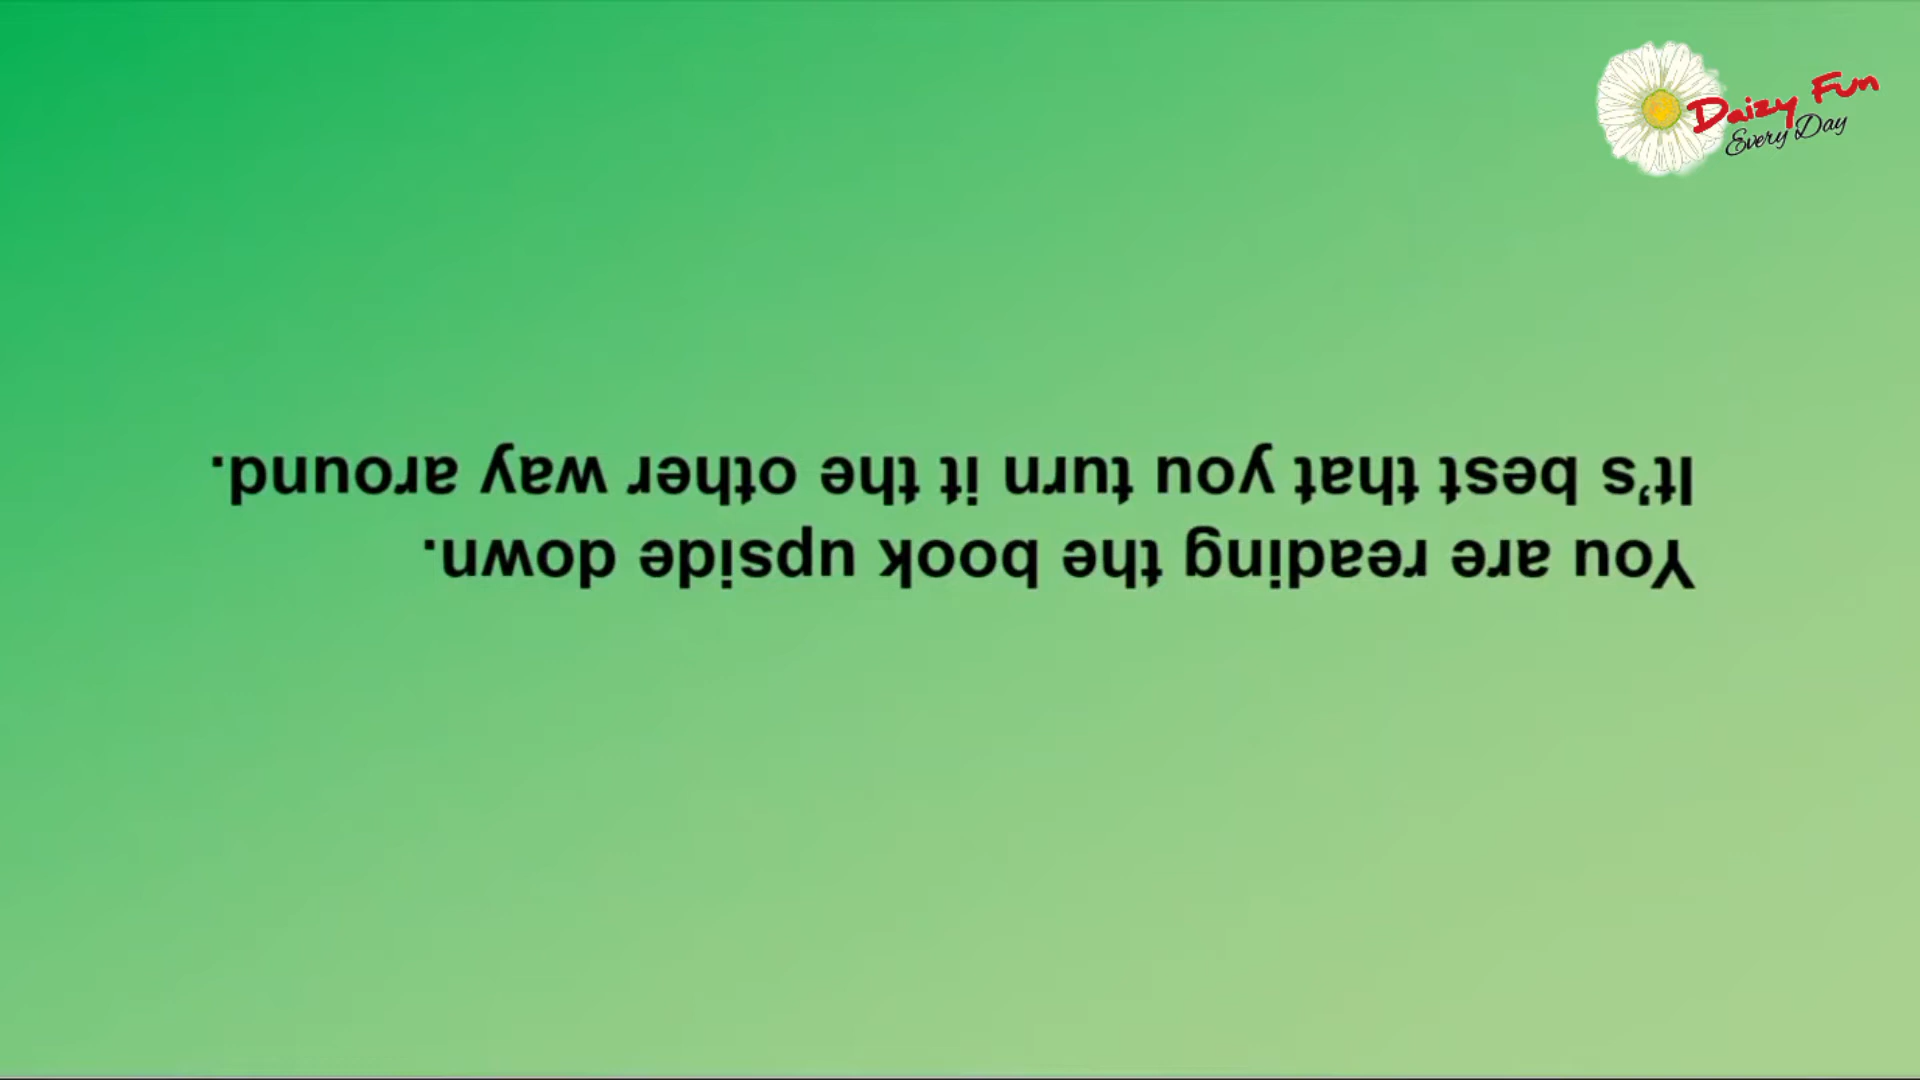 Daizy Fun
Every Day
You are reading the book upside down.
It's best that you turn it the other way around.